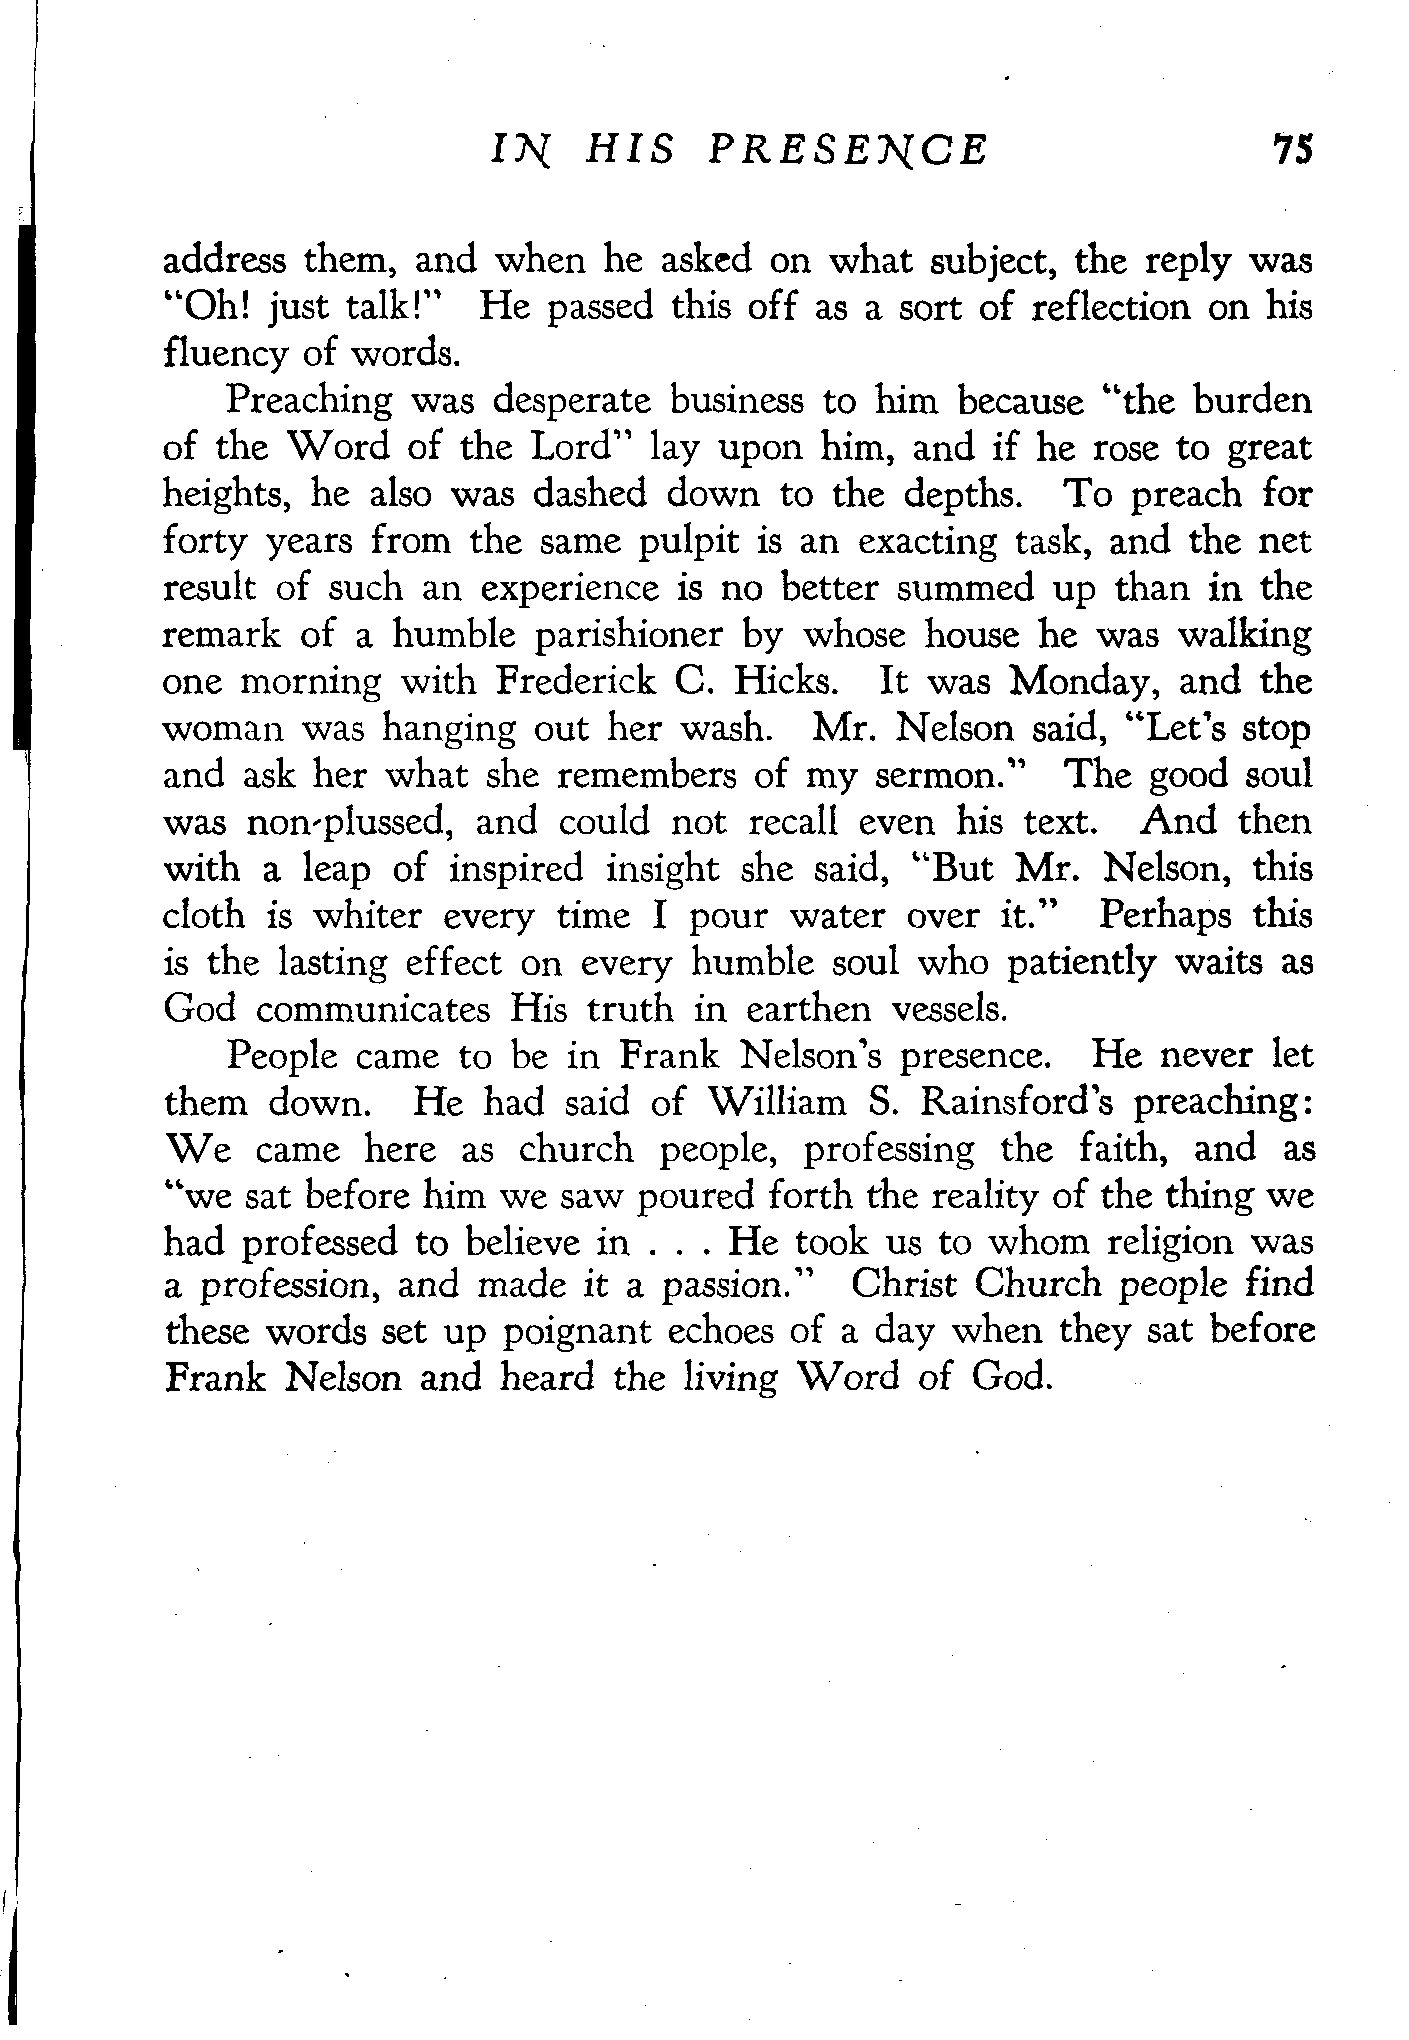 IN HIS PRESENCE 75
address them, and when he asked on what subject, the reply was
“Oh! just talk!” He passed this off as a sort of reflection on his
fluency of words.
Preaching was desperate business to him because “the burden
of the Word of the Lord” lay upon him, and if he rose to great
heights, he also was dashed down to the depths. To preach for
forty years from the same pulpit is an exacting task, and the net
result of such an experience is no better summed up than in the
remark of a humble parishioner by whose house he was walking
one morning with Frederick C. Hicks. It was Monday, and the
woman was hanging out her wash. Mr. Nelson said, “Let's stop
and ask her what she remembers of my sermon.” The good soul
was non-plussed, and could not recall even his text. And then
with a leap of inspired insight she said, “But Mr. Nelson, this
cloth is whiter every time I pour water over it.” Perhaps this
is the lasting effect on every humble soul who patiently waits as
God communicates His truth in earthen vessels.
People came to be in Frank Nelson's presence. He never let
them down. He had said of William S. Rainsford's preaching:
We came here as church people, professing the faith, and as
“we sat before him we saw poured forth the reality of the thing we
had professed to believe in . . . He took us to whom religion was
a profession, and made it a passion.” Christ Church people find
these words set up poignant echoes of a day when they sat before
Frank Nelson and heard the living Word of God.